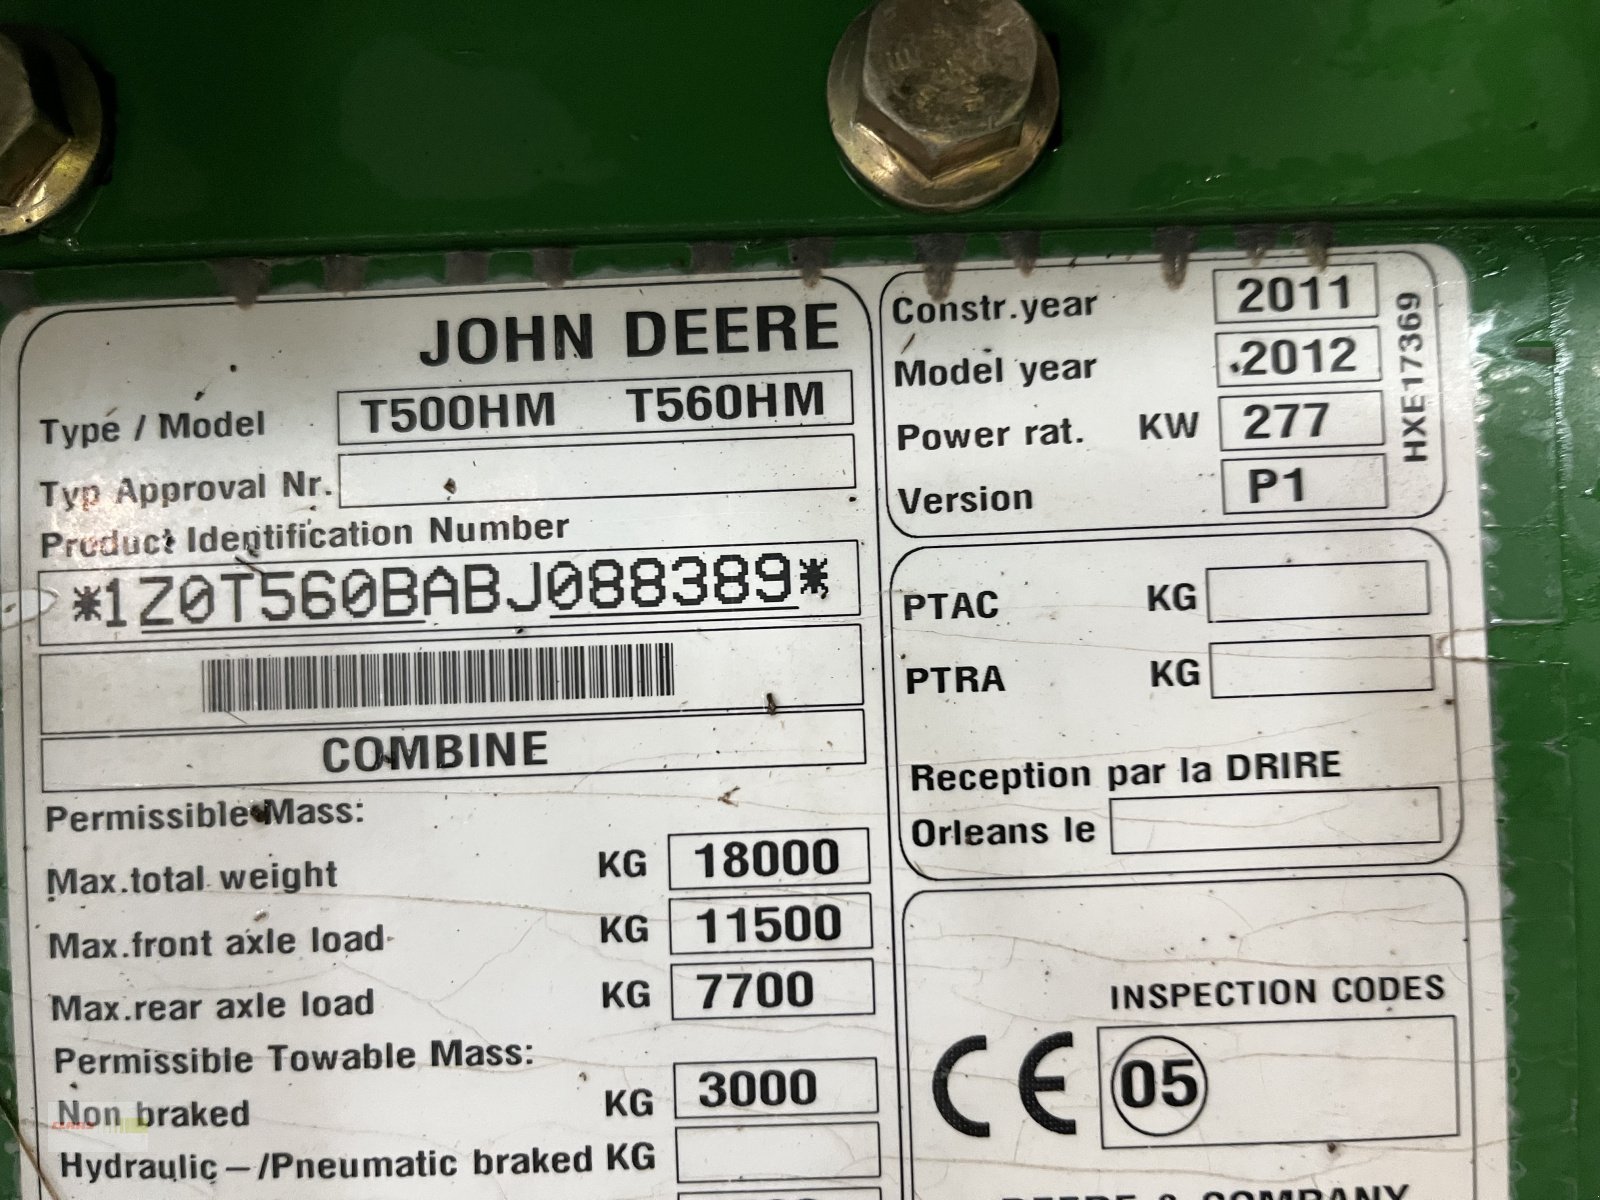 JOHN DEERE
Type / Model T500HM T560HM
Typ Approval Nr.
Product Identification Number
*1Z0T560BABJ088389*
COMBINE
Permissible Mass:
Max.total weight KG 18000
Max.front axle load KG 11500
Max.rear axle load KG 7700
Permissible Towable Mass:
Non braked KG 3000
Hydraulic-/Pneumatic braked KG
Constr.year 2011
Model year 2012
Power rat. KW 277
Version P1
HXE17369
PTAC KG
PTRA KG
Reception par la DRIRE
Orleans le
INSPECTION CODES
CE 05
DEERE & COMPANY
CLAAS